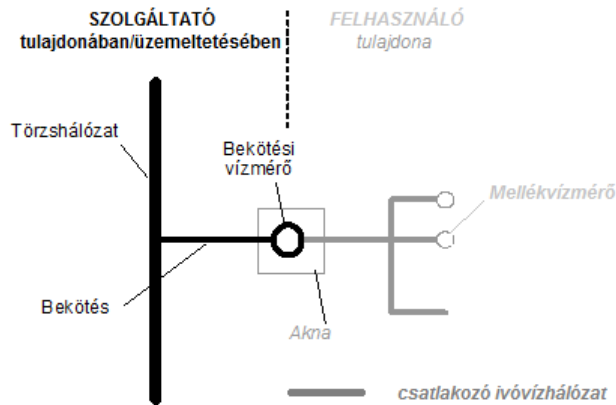 SZOLGÁLTATÓ
tulajdonában/üzemeltetésében
FELHASZNÁLÓ
tulajdona
Törzshálózat
Bekötési
vízmérő
Mellékvízmérő
Bekötés
Akna
csatlakozó ivóvízhálózat